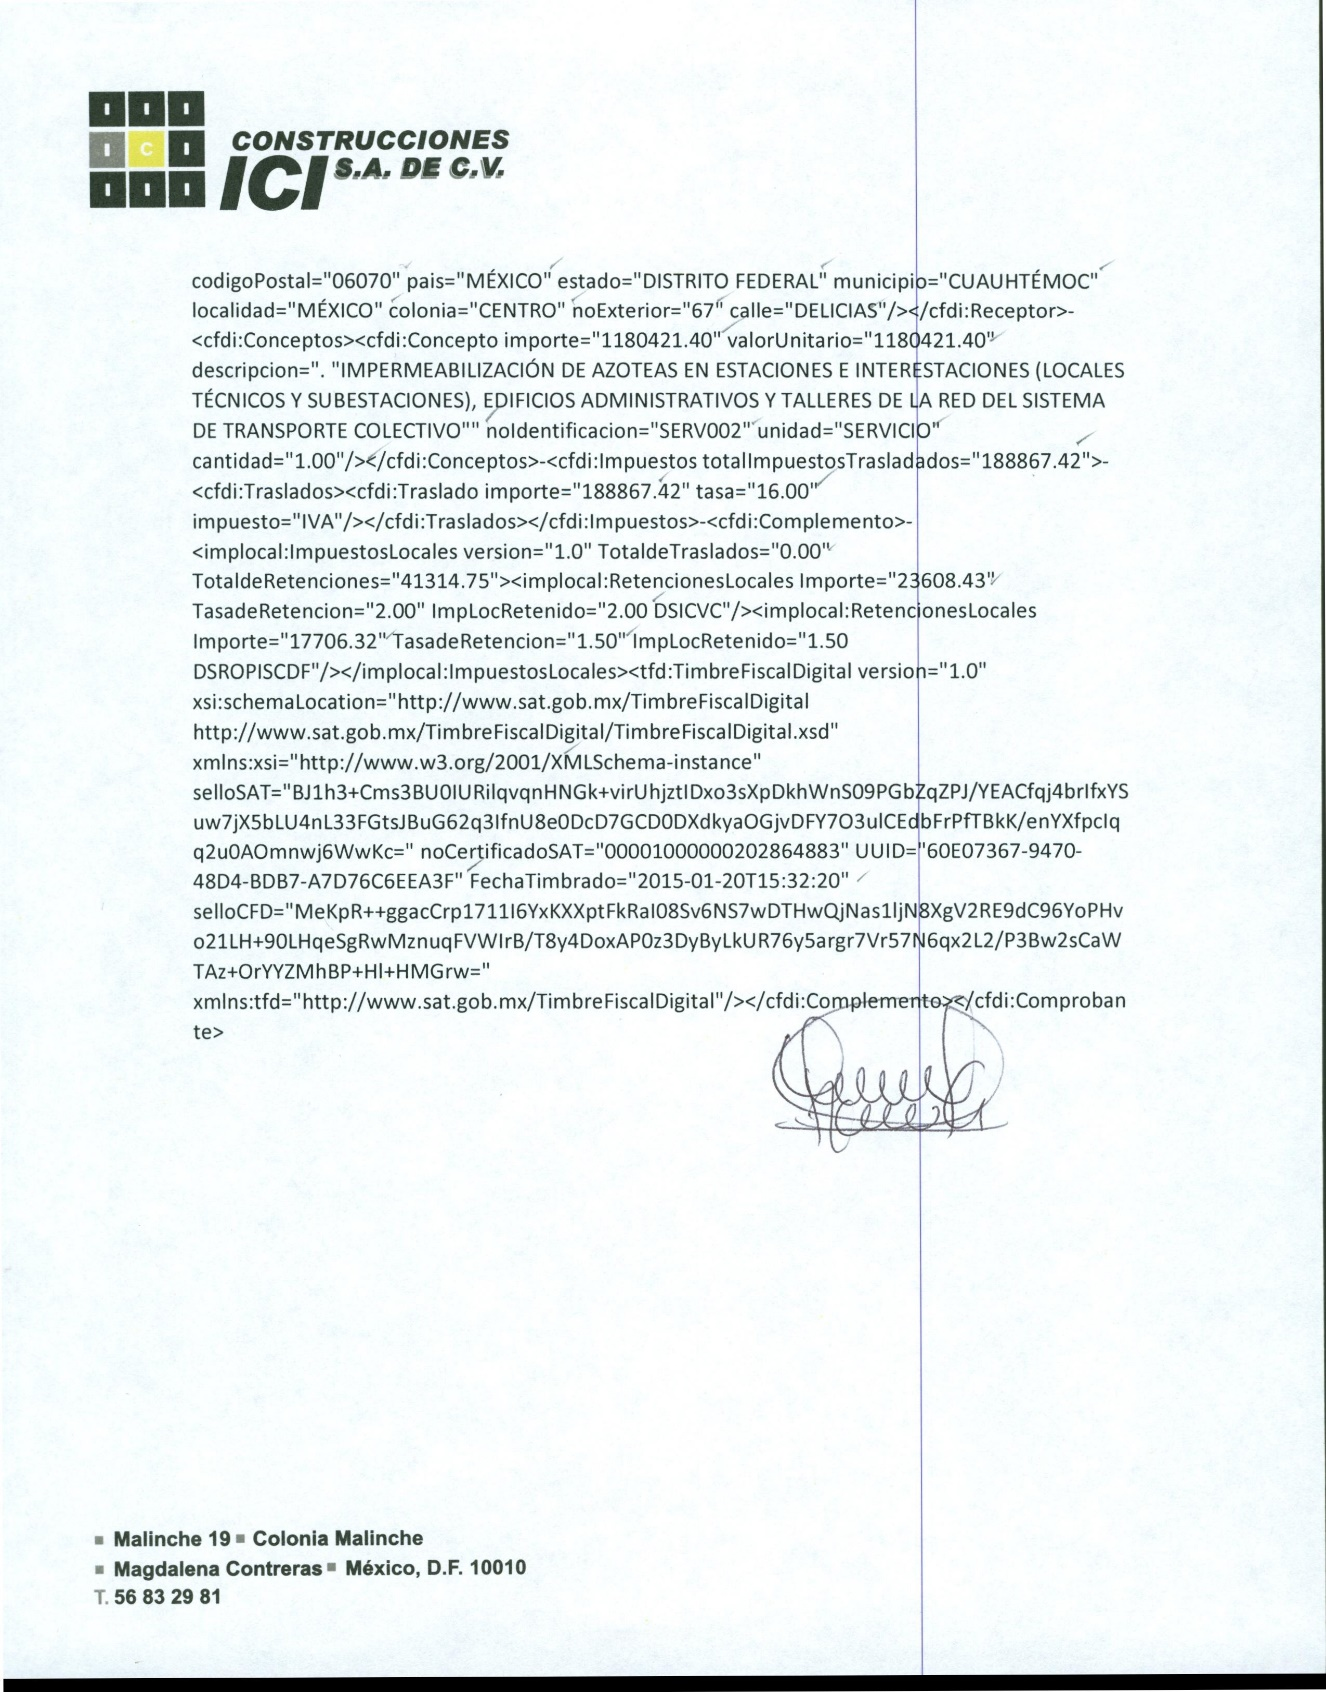 CONSTRUCCIONES
ICI S.A. DE C.V.
codigoPostal="06070" pais="MÉXICO" estado="DISTRITO FEDERAL" municipio="CUAUHTÉMOC"
localidad="MÉXICO" colonia="CENTRO" noExterior="67" calle="DELICIAS"/></cfdi:Receptor>-
<cfdi:Conceptos><cfdi:Concepto importe="1180421.40" valorUnitario="1180421.40"
descripcion=". "IMPERMEABILIZACIÓN DE AZOTEAS EN ESTACIONES E INTERESTACIONES (LOCALES
TÉCNICOS Y SUBESTACIONES), EDIFICIOS ADMINISTRATIVOS Y TALLERES DE LA RED DEL SISTEMA
DE TRANSPORTE COLECTIVO"" noIdentificacion="SERV002" unidad="SERVICIO"
cantidad="1.00"/></cfdi:Conceptos>-<cfdi:Impuestos totalImpuestosTrasladados="188867.42">-
<cfdi:Traslados><cfdi:Traslado importe="188867.42" tasa="16.00"
impuesto="IVA"/></cfdi:Traslados></cfdi:Impuestos>-<cfdi:Complemento>-
<implocal:ImpuestosLocales version="1.0" TotaldeTraslados="0.00"
TotaldeRetenciones="41314.75"><implocal:RetencionesLocales Importe="23608.43"
TasadeRetencion="2.00" ImpLocRetenido="2.00 DSICVC"/><implocal:RetencionesLocales
Importe="17706.32" TasadeRetencion="1.50" ImpLocRetenido="1.50
DSROPISCDF"/></implocal:ImpuestosLocales><tfd:TimbreFiscalDigital version="1.0"
xsi:schemaLocation="http://www.sat.gob.mx/TimbreFiscalDigital
http://www.sat.gob.mx/TimbreFiscalDigital/TimbreFiscalDigital.xsd"
xmlns:xsi="http://www.w3.org/2001/XMLSchema-instance"
selloSAT="BJ1h3+Cms3BU0IURilqvqnHNGk+virUhjztIDxo3sXpDkhWnS09PGbZqZPJ/YEACfqj4brIfxYS
uw7jX5bLU4nL33FGtsJBuG62q3IfnU8e0DcD7GCD0DXdkyaOGjvDFY7O3ulCEdbFrPfTBkK/enYXfpcIq
q2u0AOmnwj6WwKc=" noCertificadoSAT="00001000000202864883" UUID="60E07367-9470-
48D4-BDB7-A7D76C6EEA3F" FechaTimbrado="2015-01-20T15:32:20"
selloCFD="MeKpR++ggacCrp1711I6YxKXXptFkRaI08Sv6NS7wDTHwQjNas1ljN8XgV2RE9dC96YoPHv
o21LH+90LHqeSgRwMznuqFVWIrB/T8y4DoxAP0z3DyByLkUR76y5argr7Vr57N6qx2L2/P3Bw2sCaW
TAz+OrYYZMhBP+Hl+HMGrw="
xmlns:tfd="http://www.sat.gob.mx/TimbreFiscalDigital"/></cfdi:Complemento></cfdi:Comproban
te>
Malinche 19 ▪ Colonia Malinche
Magdalena Contreras ▪ México, D.F. 10010
T. 56 83 29 81